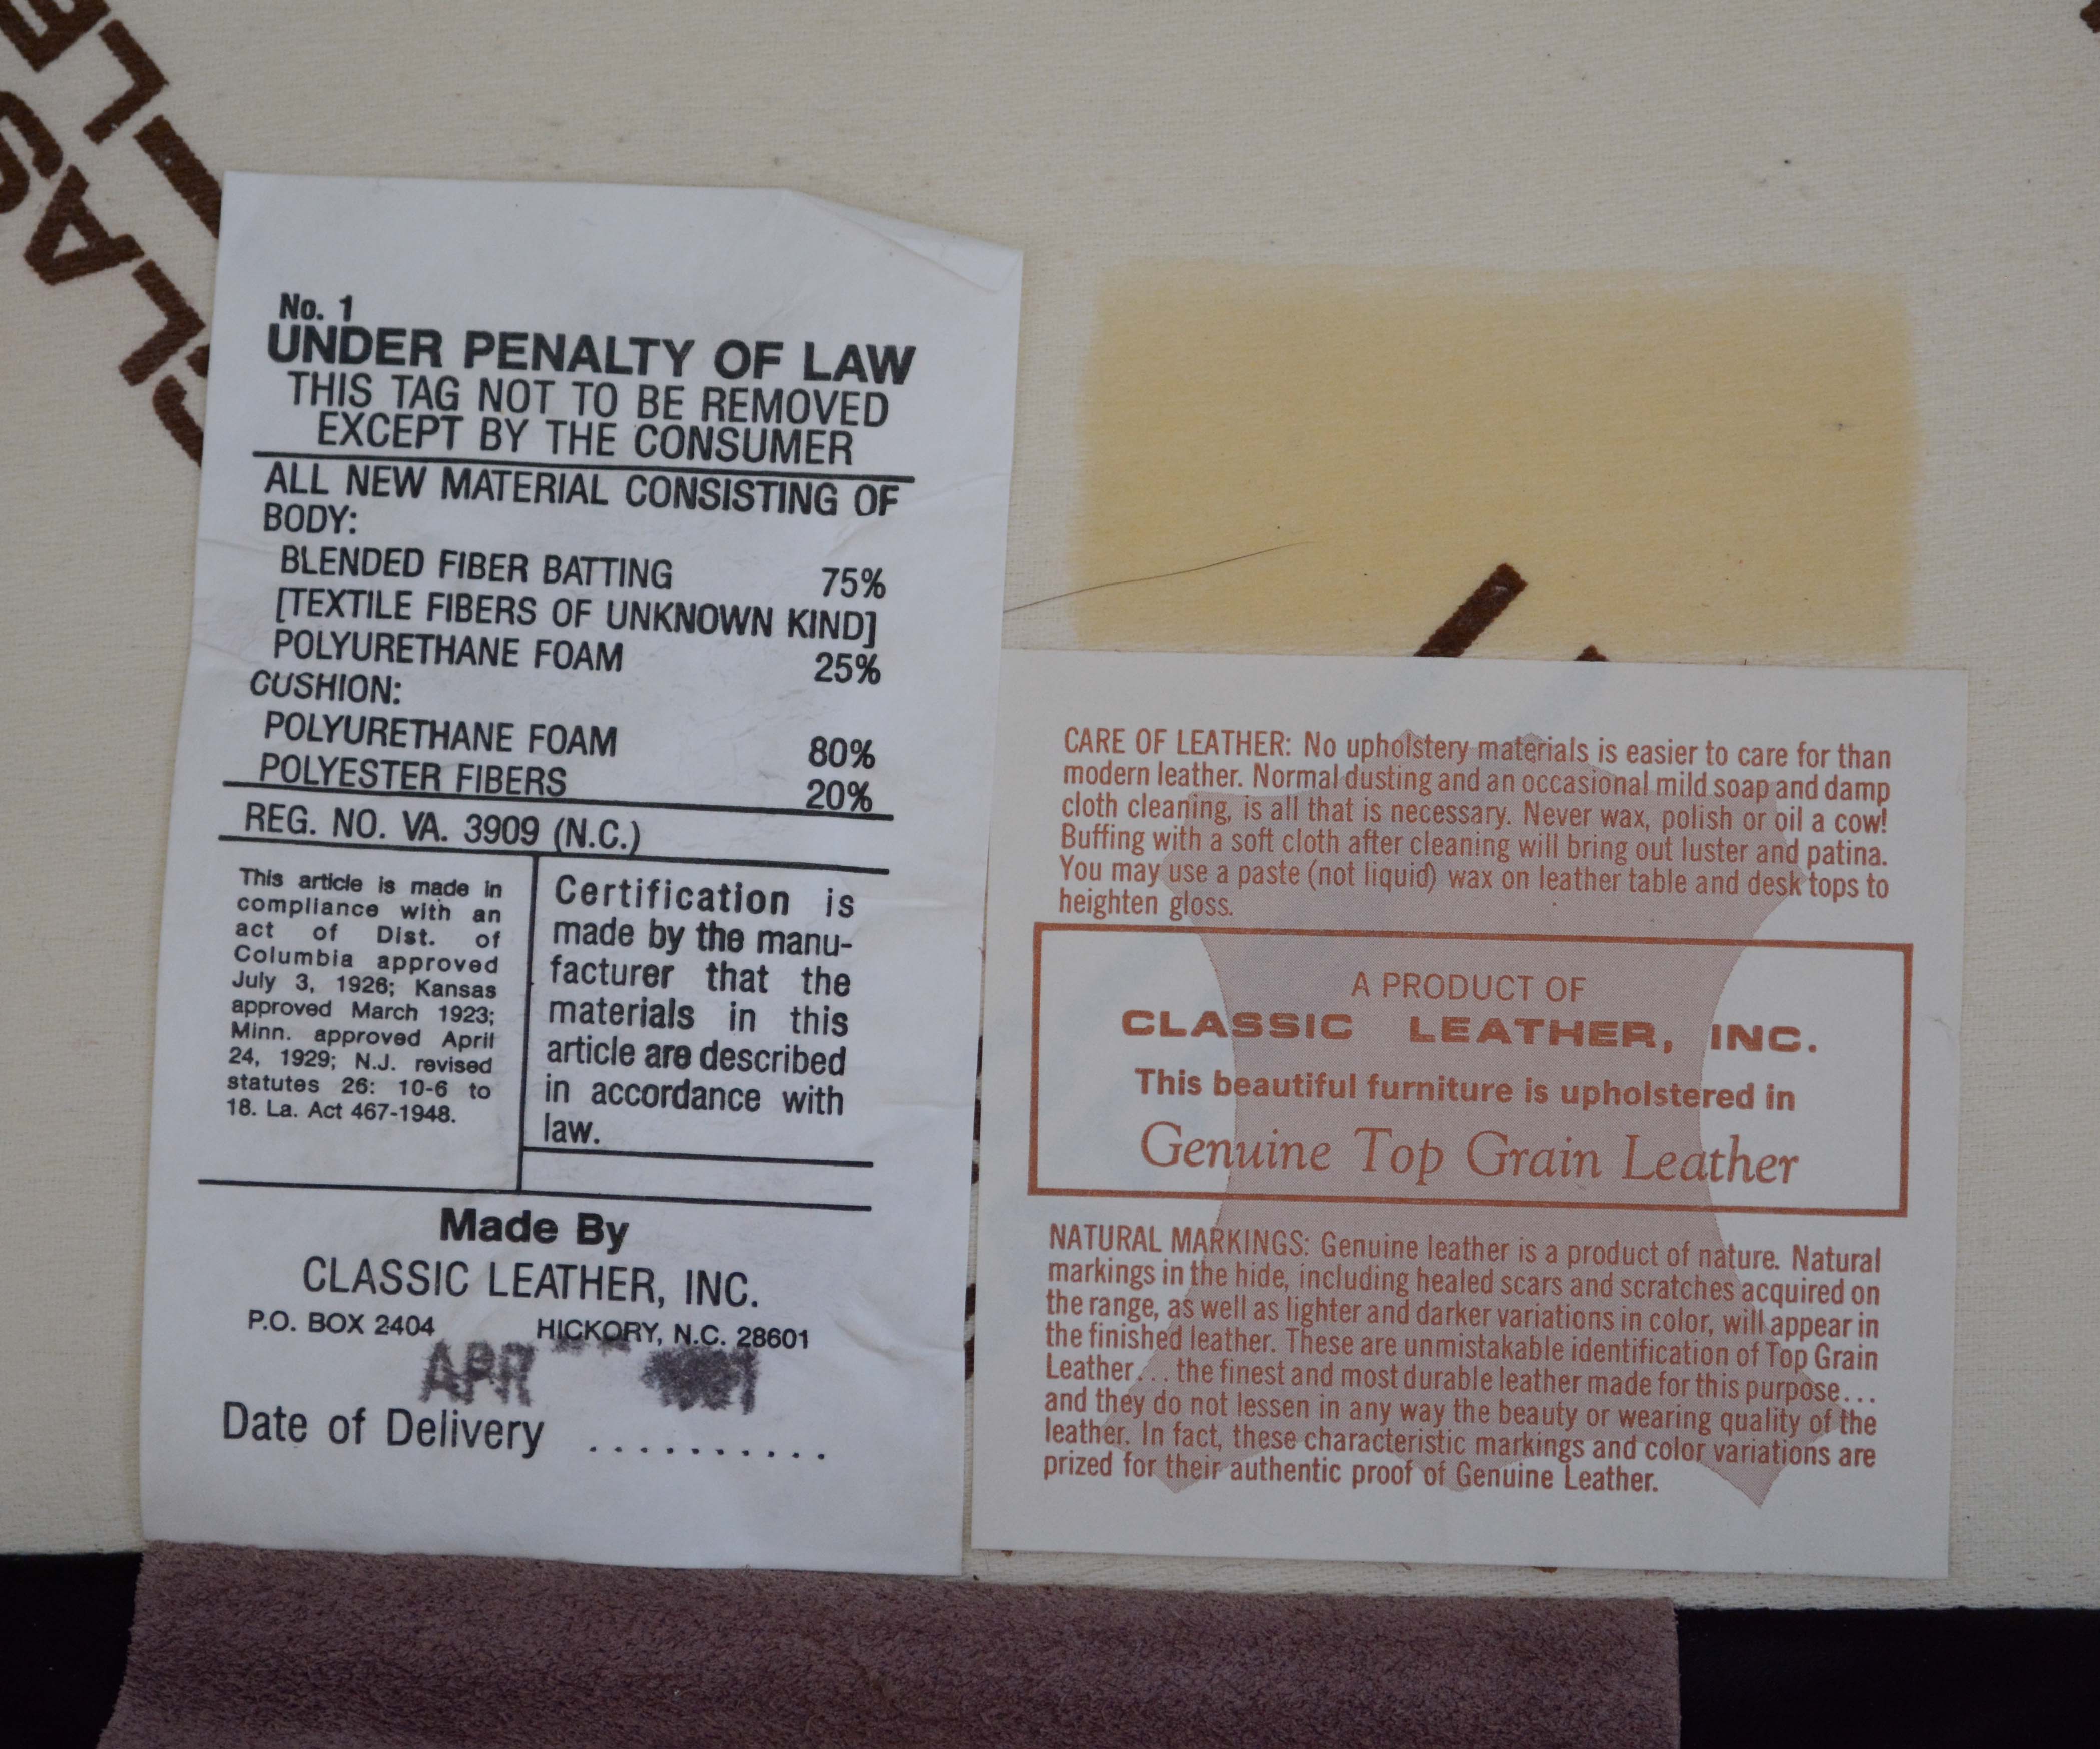 No. 1
UNDER PENALTY OF LAW
THIS TAG NOT TO BE REMOVED
EXCEPT BY THE CONSUMER
ALL NEW MATERIAL CONSISTING OF
BODY:
BLENDED FIBER BATTING 75%
[TEXTILE FIBERS OF UNKNOWN KIND]
POLYURETHANE FOAM 25%
CUSHION:
POLYURETHANE FOAM 80%
POLYESTER FIBERS 20%
REG. NO. VA. 3909 (N.C.)
This article is made in
compliance with an
act of Dist. of
Columbia approved
July 3, 1926; Kansas
approved March 1923;
Minn. approved April
24, 1929; N.J. revised
statutes 26: 10-6 to
18. La. Act 467-1948.
Certification is
made by the manu-
facturer that the
materials in this
article are described
in accordance with
law.
Made By
CLASSIC LEATHER, INC.
P.O. BOX 2404 HICKORY, N.C. 28601
APR
Date of Delivery ..........
CARE OF LEATHER: No upholstery materials is easier to care for than
modern leather. Normal dusting and an occasional mild soap and damp
cloth cleaning, is all that is necessary. Never wax, polish or oil a cow!
Buffing with a soft cloth after cleaning will bring out luster and patina.
You may use a paste (not liquid) wax on leather table and desk tops to
heighten gloss.
A PRODUCT OF
CLASSIC LEATHER, INC.
This beautiful furniture is upholstered in
Genuine Top Grain Leather
NATURAL MARKINGS: Genuine leather is a product of nature. Natural
markings in the hide, including healed scars and scratches acquired on
the range, as well as lighter and darker variations in color, will appear in
the finished leather. These are unmistakable identification of Top Grain
Leather... the finest and most durable leather made for this purpose...
and they do not lessen in any way the beauty or wearing quality of the
leather. In fact, these characteristic markings and color variations are
prized for their authentic proof of Genuine Leather.